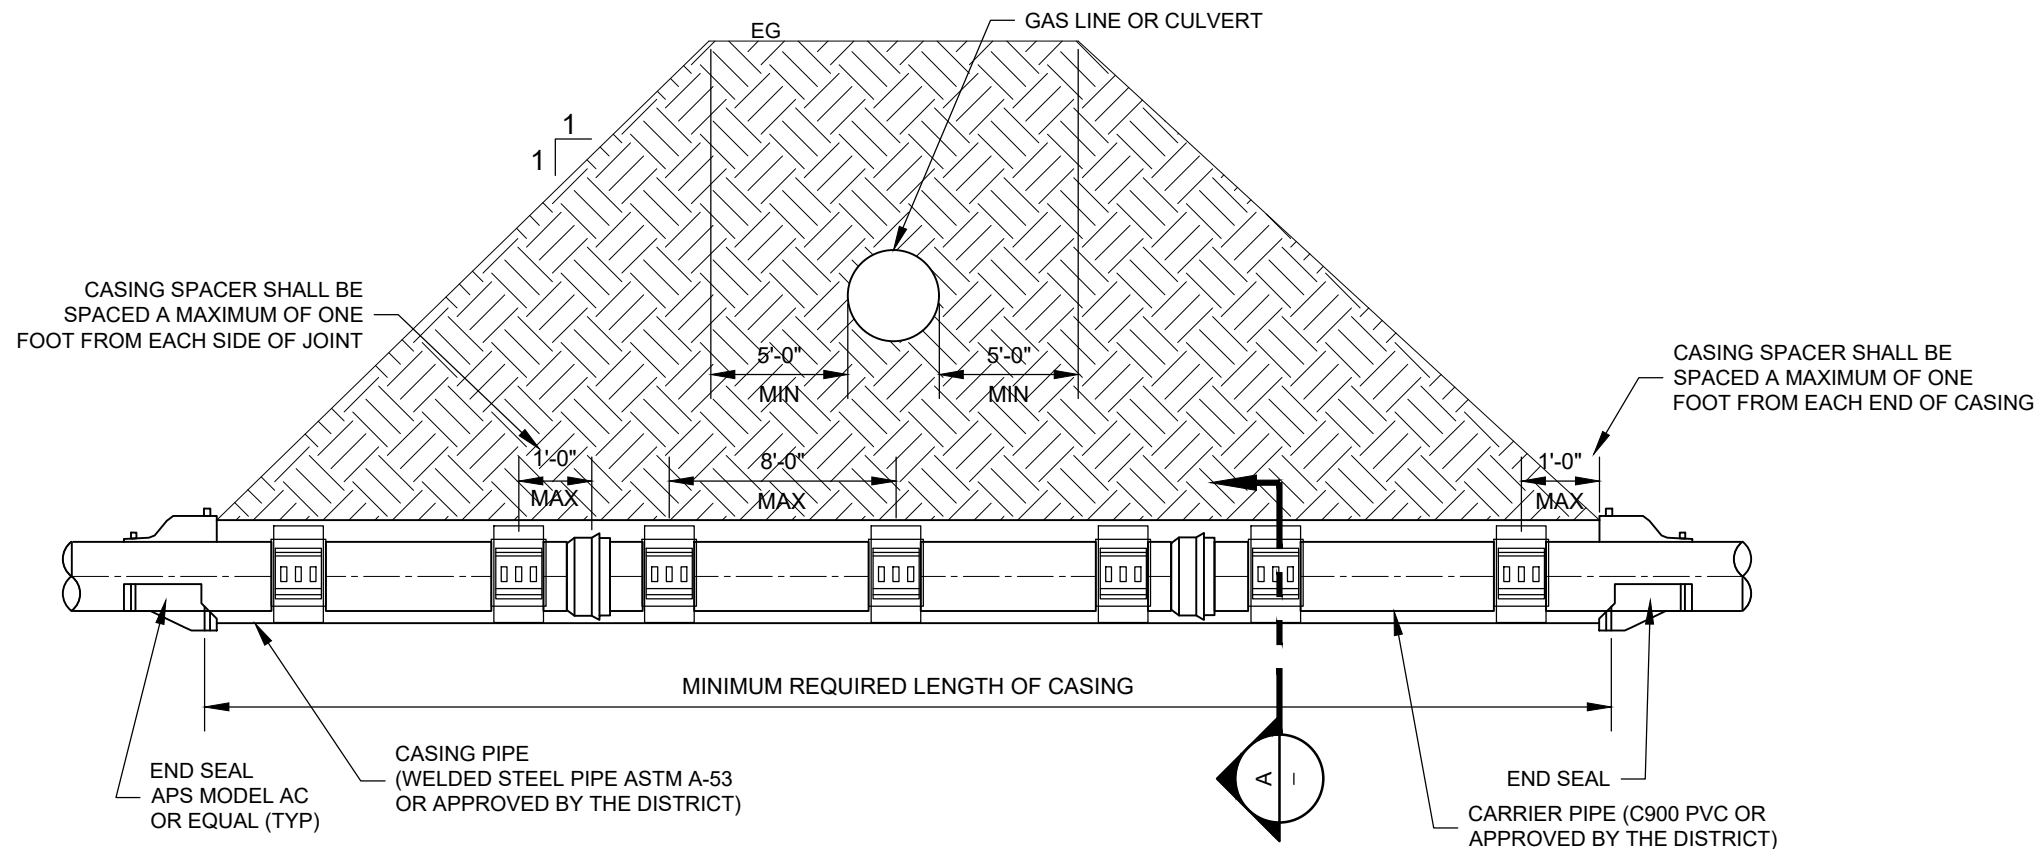 EG
GAS LINE OR CULVERT
1
1
CASING SPACER SHALL BE
SPACED A MAXIMUM OF ONE
FOOT FROM EACH SIDE OF JOINT
5'-0"
MIN
5'-0"
MIN
CASING SPACER SHALL BE
SPACED A MAXIMUM OF ONE
FOOT FROM EACH END OF CASING
1'-0"
MAX
8'-0"
MAX
1'-0"
MAX
MINIMUM REQUIRED LENGTH OF CASING
END SEAL
APS MODEL AC
OR EQUAL (TYP)
CASING PIPE
(WELDED STEEL PIPE ASTM A-53
OR APPROVED BY THE DISTRICT)
A
–
END SEAL
CARRIER PIPE (C900 PVC OR
APPROVED BY THE DISTRICT)